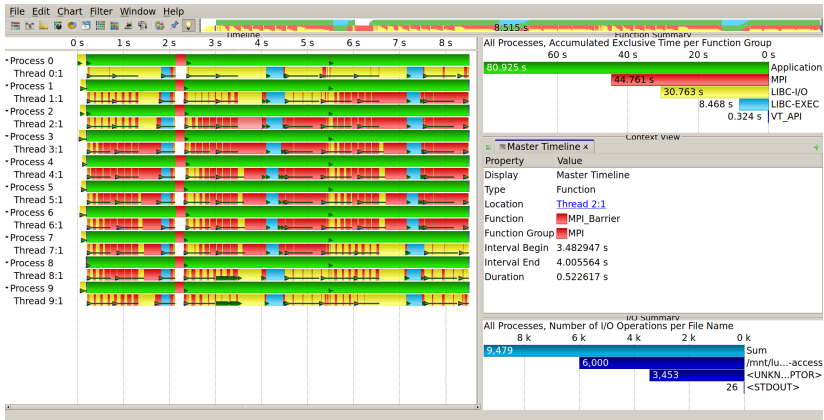 File Edit Chart Filter Window Help
8.515 s
Timeline
0 s 1 s 2 s 3 s 4 s 5 s 6 s 7 s 8 s
Process 0
Thread 0:1
Process 1
Thread 1:1
Process 2
Thread 2:1
Process 3
Thread 3:1
Process 4
Thread 4:1
Process 5
Thread 5:1
Process 6
Thread 6:1
Process 7
Thread 7:1
Process 8
Thread 8:1
Process 9
Thread 9:1
Function Summary
All Processes, Accumulated Exclusive Time per Function Group
60 s 40 s 20 s 0 s
80.925 s Application
44.761 s MPI
30.763 s LIBC-I/O
8.468 s LIBC-EXEC
0.324 s VT_API
Context View
Master Timeline
Property Value
Display Master Timeline
Type Function
Location Thread 2:1
Function MPI_Barrier
Function Group MPI
Interval Begin 3.482947 s
Interval End 4.005564 s
Duration 0.522617 s
I/O Summary
All Processes, Number of I/O Operations per File Name
8 k 6 k 4 k 2 k 0 k
9,479 Sum
6,000 /mnt/lu...-access
3,453 <UNKN...PTOR>
26 <STDOUT>